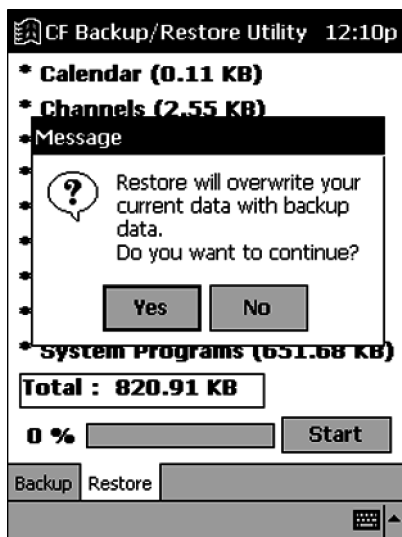 CF Backup/Restore Utility 12:10p
* Calendar (0.11 KB)
* Channels (2.55 KB)
Message
Restore will overwrite your
current data with backup
data.
Do you want to continue?
Yes No
* System Programs (651.68 KB)
Total : 820.91 KB
0 % Start
Backup Restore